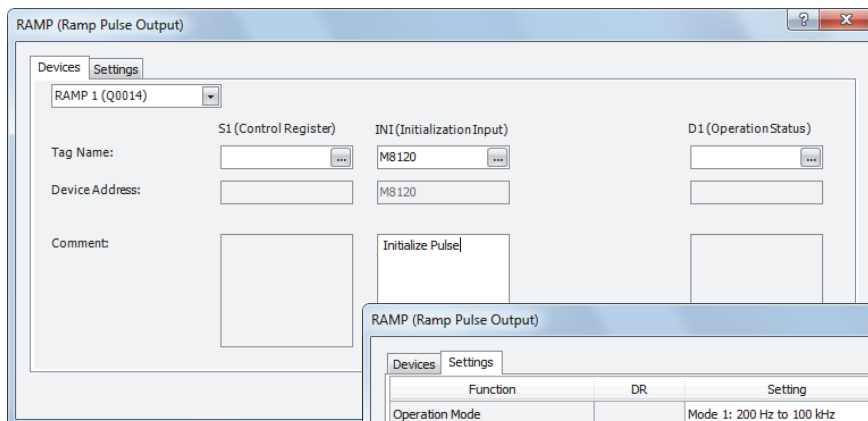 RAMP (Ramp Pulse Output)
Devices Settings
RAMP 1 (Q0014)
S1 (Control Register) INI (Initialization Input) D1 (Operation Status)
Tag Name: ... M8120 ... ...
Device Address: M8120
Comment: Initialize Pulse
RAMP (Ramp Pulse Output)
Devices Settings
Function DR Setting
Operation Mode Mode 1: 200 Hz to 100 kHz